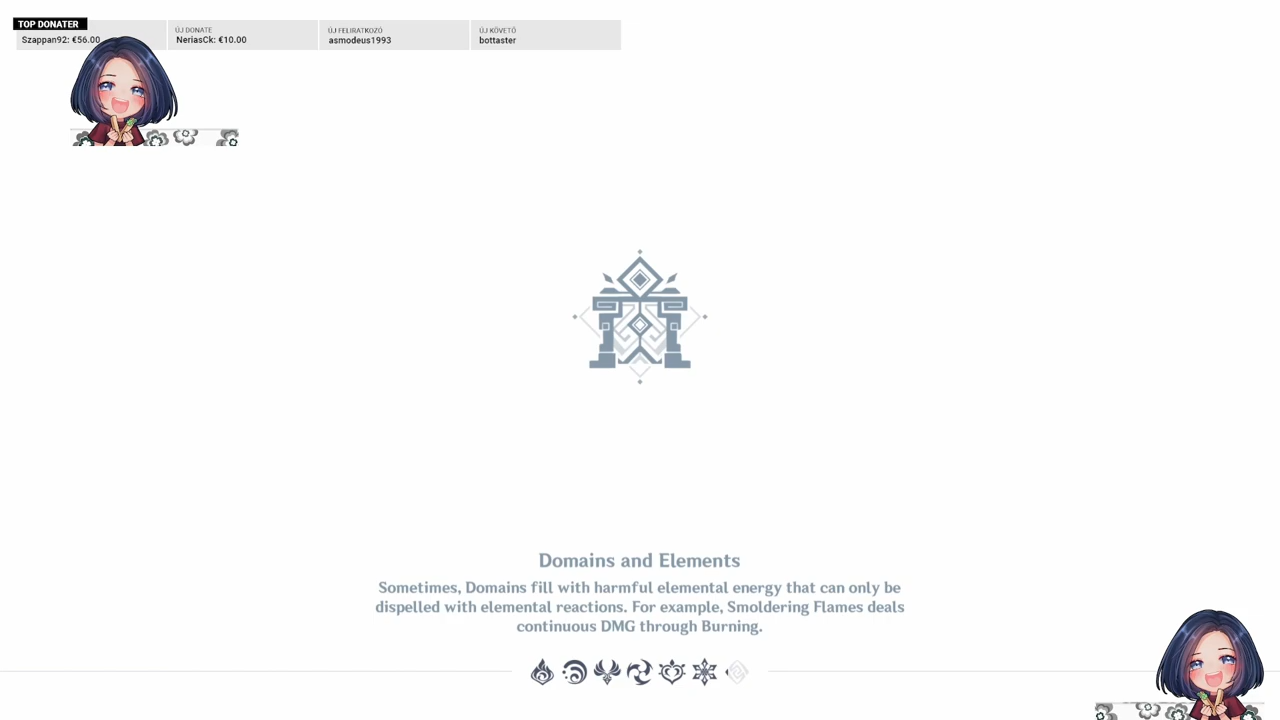 TOP DONATER
Szappan92: €56.00
ÚJ DONATE
NeriasCk: €10.00
ÚJ FELIRATKOZÓ
asmodeus1993
ÚJ KÖVETŐ
bottaster
Domains and Elements
Sometimes, Domains fill with harmful elemental energy that can only be
dispelled with elemental reactions. For example, Smoldering Flames deals
continuous DMG through Burning.